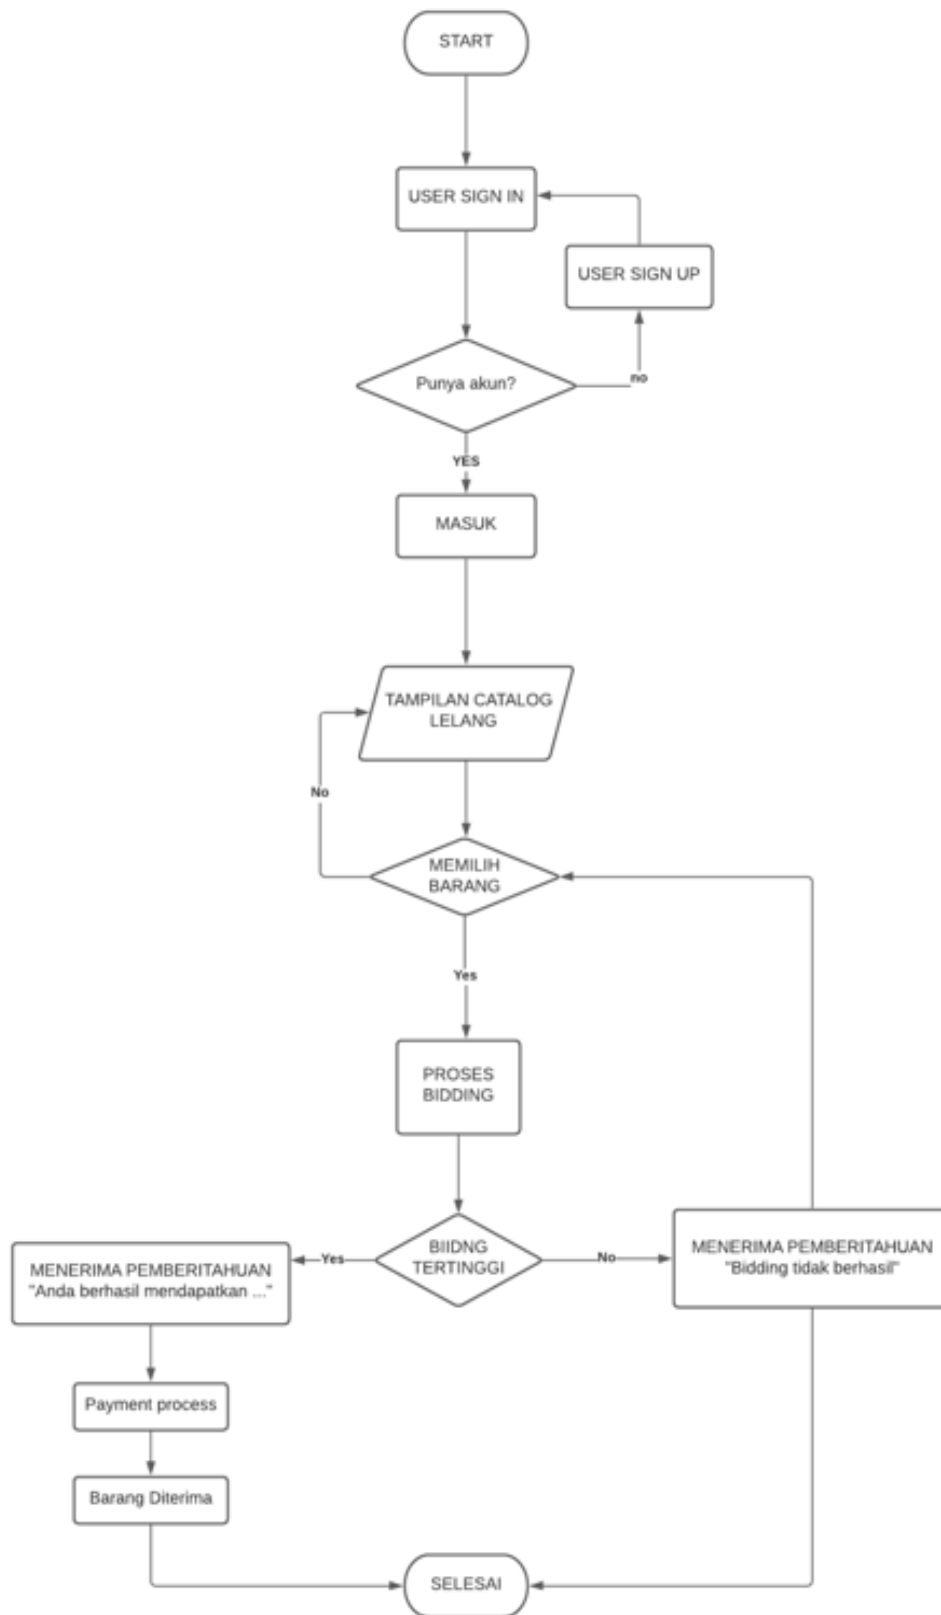 START
USER SIGN IN
USER SIGN UP
Punya akun?
no
YES
MASUK
TAMPILAN CATALOG
LELANG
No
MEMILIH
BARANG
Yes
PROSES
BIDDING
BIIDNG
TERTINGGI
Yes
No
MENERIMA PEMBERITAHUAN
"Anda berhasil mendapatkan ..."
MENERIMA PEMBERITAHUAN
"Bidding tidak berhasil"
Payment process
Barang Diterima
SELESAI